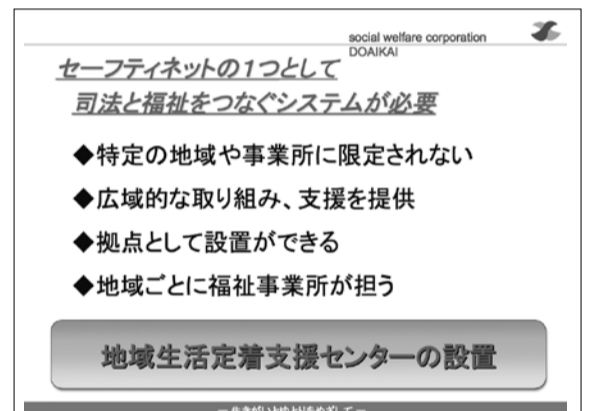 social welfare corporation
DOAIKAI
セーフティネットの１つとして
司法と福祉をつなぐシステムが必要
◆特定の地域や事業所に限定されない
◆広域的な取り組み、支援を提供
◆拠点として設置ができる
◆地域ごとに福祉事業所が担う
地域生活定着支援センターの設置